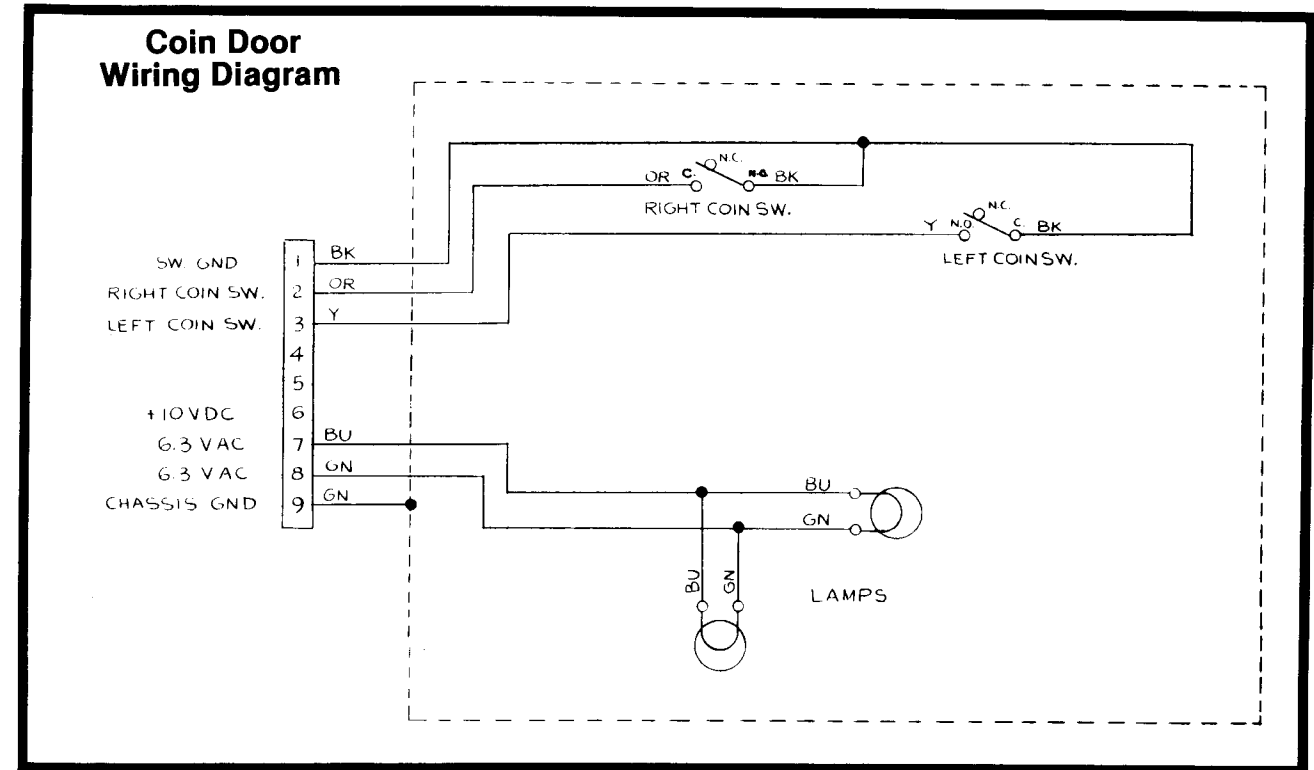 Coin Door
Wiring Diagram
OR C. N.C. N.O. BK
RIGHT COIN SW.
Y N.O. N.C. C. BK
LEFT COIN SW.
SW. GND 1 BK
RIGHT COIN SW. 2 OR
LEFT COIN SW. 3 Y
4
5
+10VDC 6
6.3 VAC 7 BU
6.3 VAC 8 GN
CHASSIS GND 9 GN
BU
GN
BU GN
LAMPS